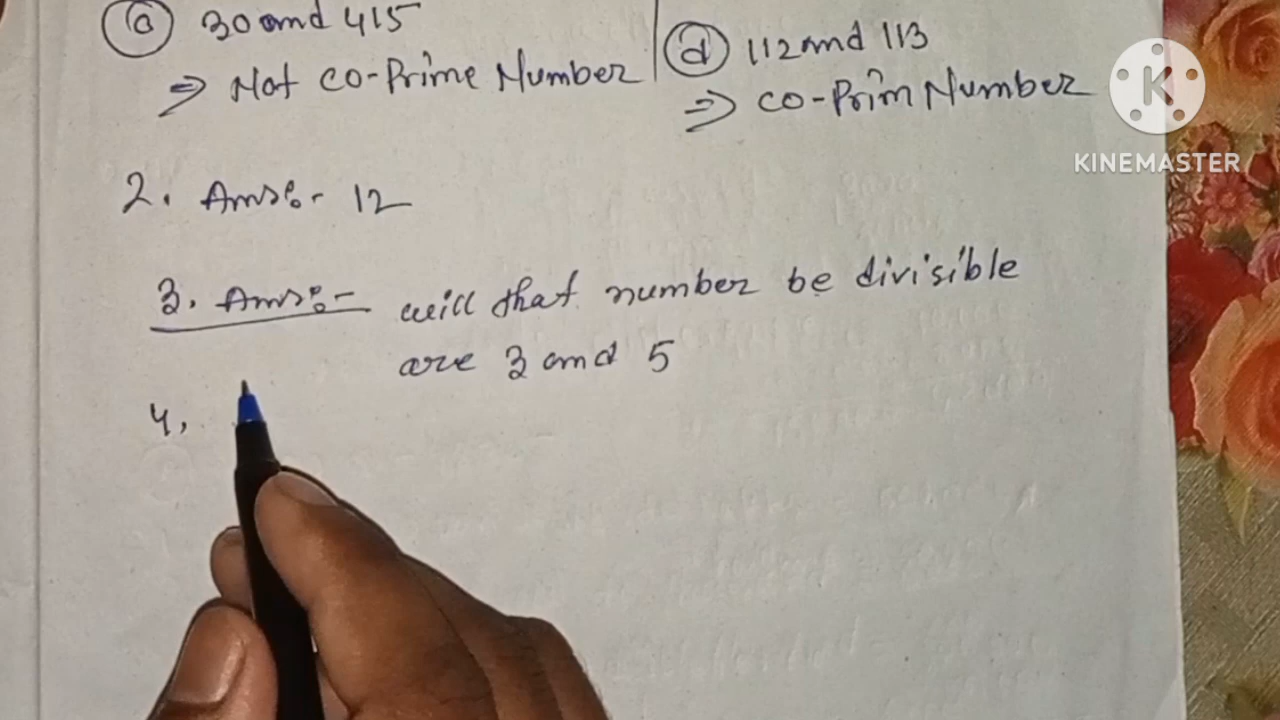 a 30 and 415
⇒ Not co-Prime Number
d 112 and 113
⇒ co-Prim Number
K
KINEMASTER
2. Ans:- 12
3. Ans:- will that number be divisible
are 3 and 5
4.